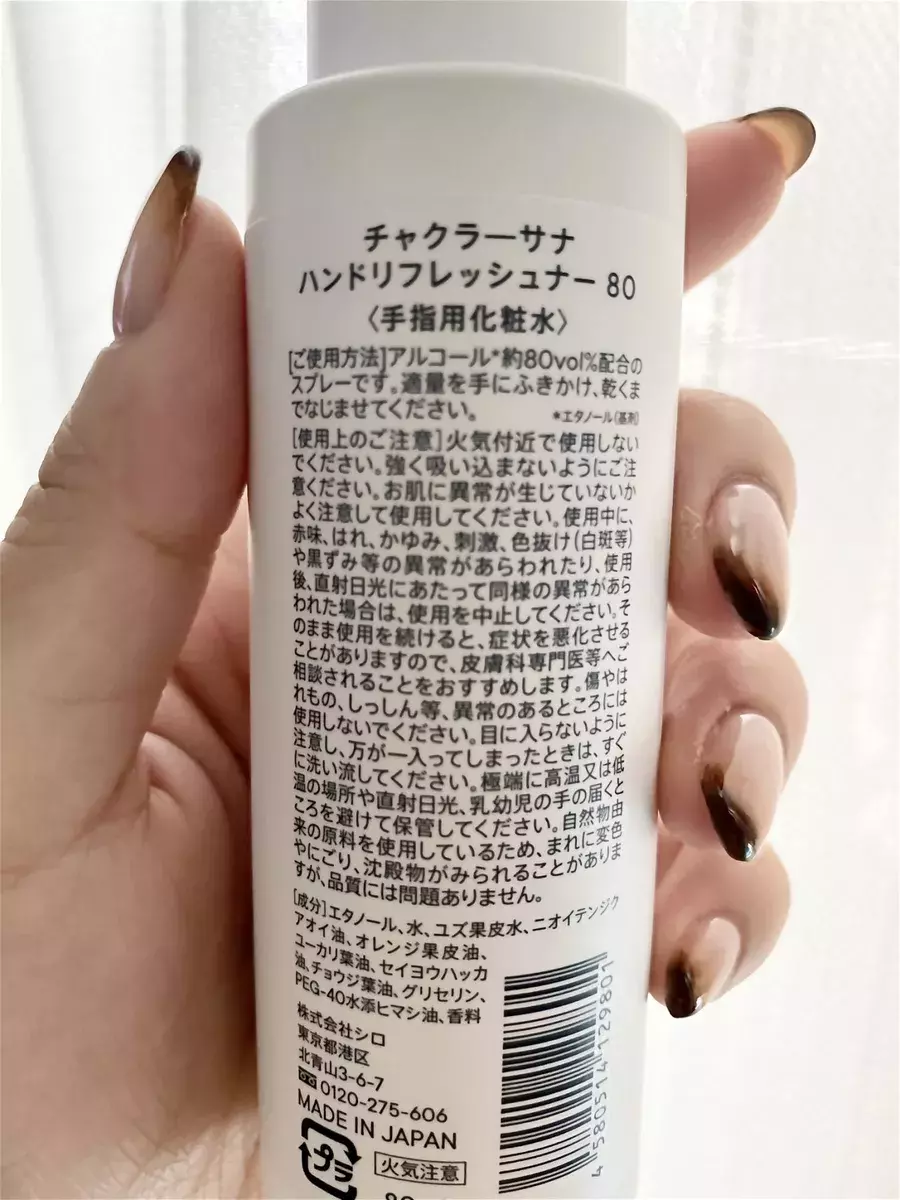 チャクラーサナ
ハンドリフレッシュナー 80
〈手指用化粧水〉
[ご使用方法]アルコール*約80vol%配合の
スプレーです。適量を手にふきかけ、乾くま
でなじませてください。 *エタノール(基剤)
[使用上のご注意]火気付近で使用しない
でください。強く吸い込まないようにご注
意ください。お肌に異常が生じていないか
よく注意して使用してください。使用中に、
赤味、はれ、かゆみ、刺激、色抜け(白斑等)
や黒ずみ等の異常があらわれたり、使用
後、直射日光にあたって同様の異常があら
われた場合は、使用を中止してください。そ
のまま使用を続けると、症状を悪化させる
ことがありますので、皮膚科専門医等へご
相談されることをおすすめします。傷やは
れもの、しっしん等、異常のあるところには
使用しないでください。目に入らないように
注意し、万が一入ってしまったときは、すぐ
に洗い流してください。極端に高温又は低
温の場所や直射日光、乳幼児の手の届くと
ころを避けて保管してください。自然物由
来の原料を使用しているため、まれに変色
やにごり、沈殿物がみられることがありま
すが、品質には問題ありません。
[成分]エタノール、水、ユズ果皮水、ニオイテンジク
アオイ油、オレンジ果皮油、
ユーカリ葉油、セイヨウハッカ
油、チョウジ葉油、グリセリン、
PEG-40水添ヒマシ油、香料
株式会社シロ
東京都港区
北青山3-6-7
0120-275-606
MADE IN JAPAN
プラ
火気注意
4580514129801